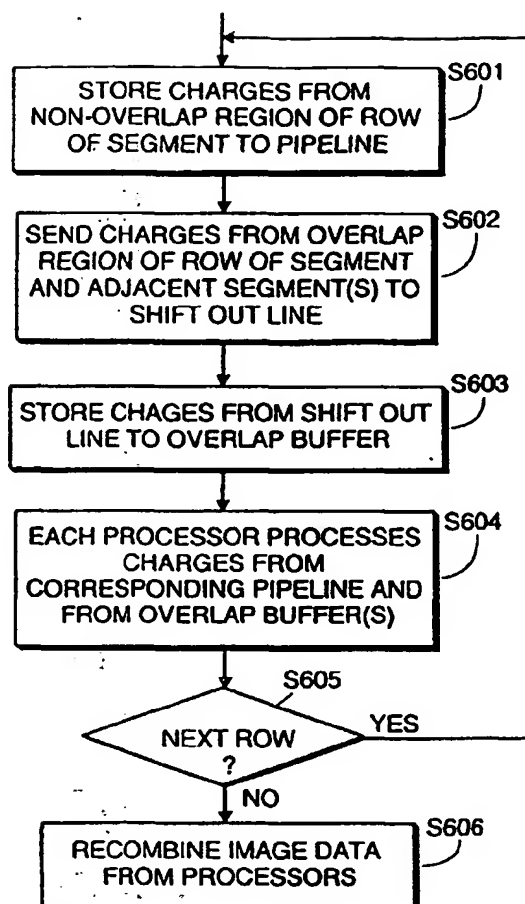 S601
STORE CHARGES FROM
NON-OVERLAP REGION OF ROW
OF SEGMENT TO PIPELINE
S602
SEND CHARGES FROM OVERLAP
REGION OF ROW OF SEGMENT
AND ADJACENT SEGMENT(S) TO
SHIFT OUT LINE
S603
STORE CHAGES FROM SHIFT OUT
LINE TO OVERLAP BUFFER
S604
EACH PROCESSOR PROCESSES
CHARGES FROM
CORRESPONDING PIPELINE AND
FROM OVERLAP BUFFER(S)
S605
NEXT ROW
?
YES
NO
S606
RECOMBINE IMAGE DATA
FROM PROCESSORS